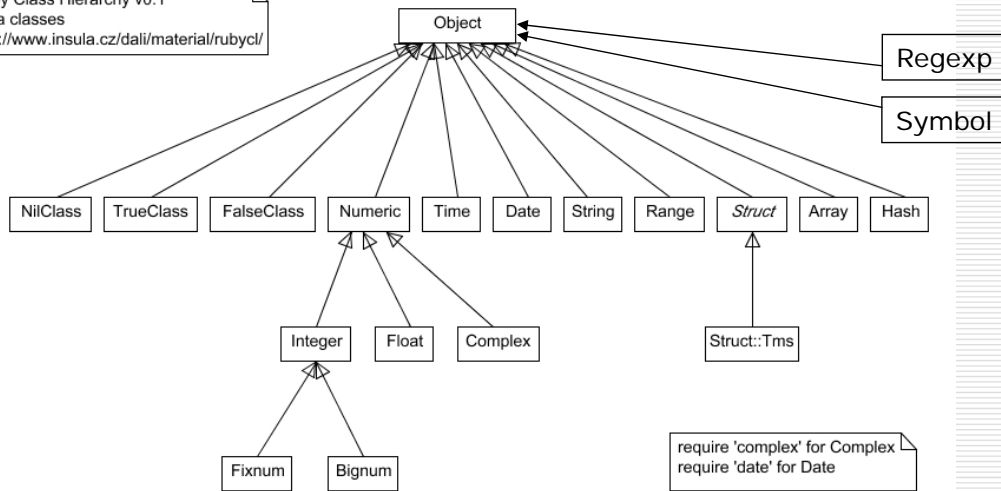 y Class Hierarchy v0.1
a classes
://www.insula.cz/dali/material/rubycl/
Object
Regexp
Symbol
NilClass
TrueClass
FalseClass
Numeric
Time
Date
String
Range
Struct
Array
Hash
Integer
Float
Complex
Struct::Tms
Fixnum
Bignum
require 'complex' for Complex
require 'date' for Date